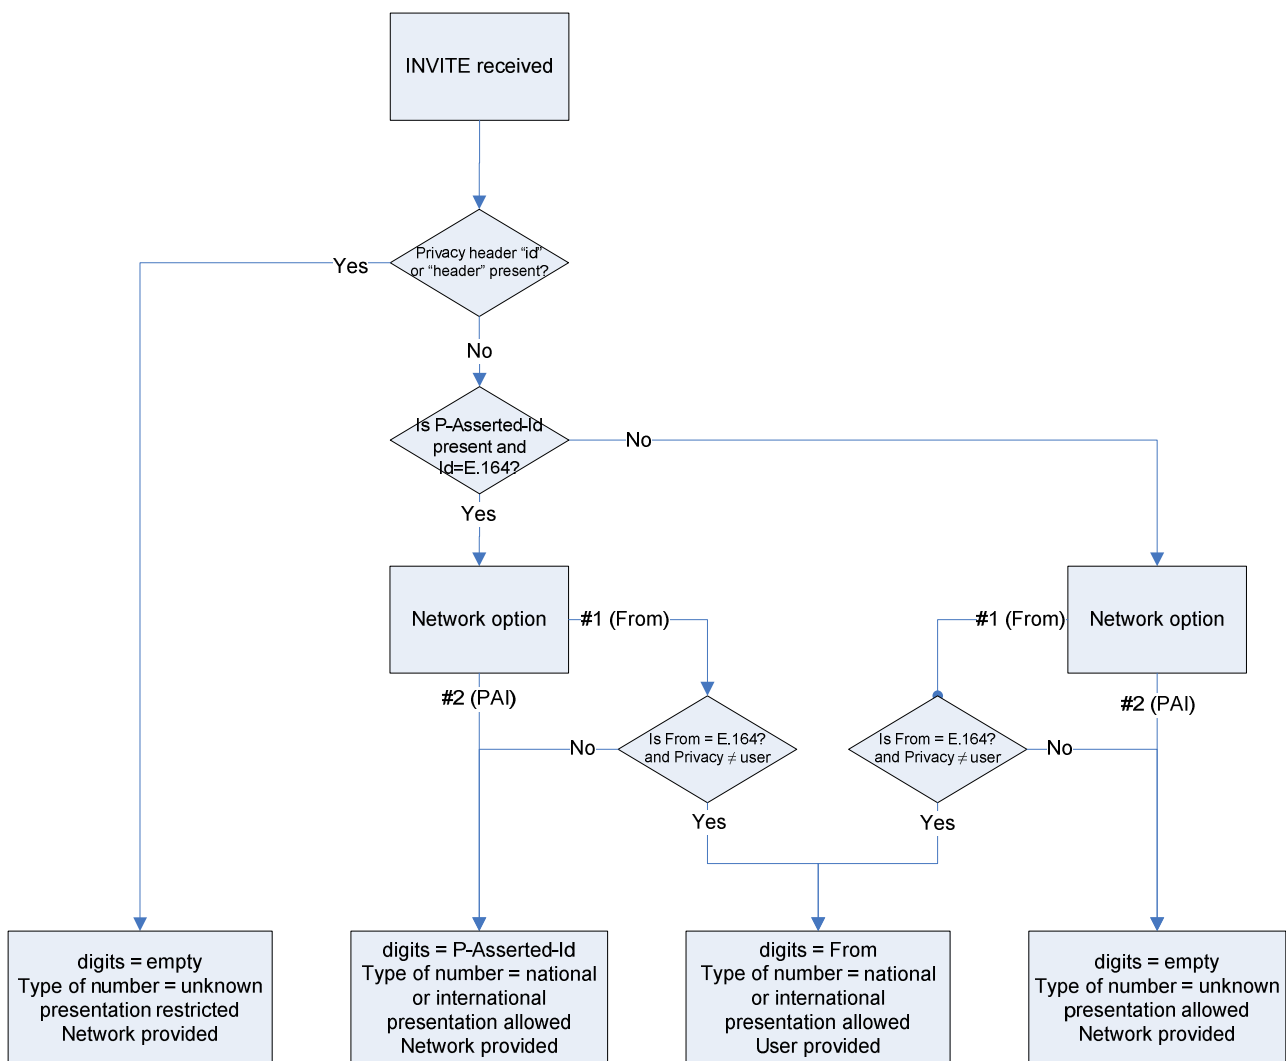 INVITE received
Privacy header “id”
or “header” present?
Yes
No
Is P-Asserted-Id
present and
Id=E.164?
No
Yes
Network option
#1 (From)
#1 (From)
Network option
#2 (PAI)
#2 (PAI)
Is From = E.164?
and Privacy ≠ user
Is From = E.164?
and Privacy ≠ user
No
No
Yes
Yes
digits = empty
Type of number = unknown
presentation restricted
Network provided
digits = P-Asserted-Id
Type of number = national
or international
presentation allowed
Network provided
digits = From
Type of number = national
or international
presentation allowed
User provided
digits = empty
Type of number = unknown
presentation allowed
Network provided